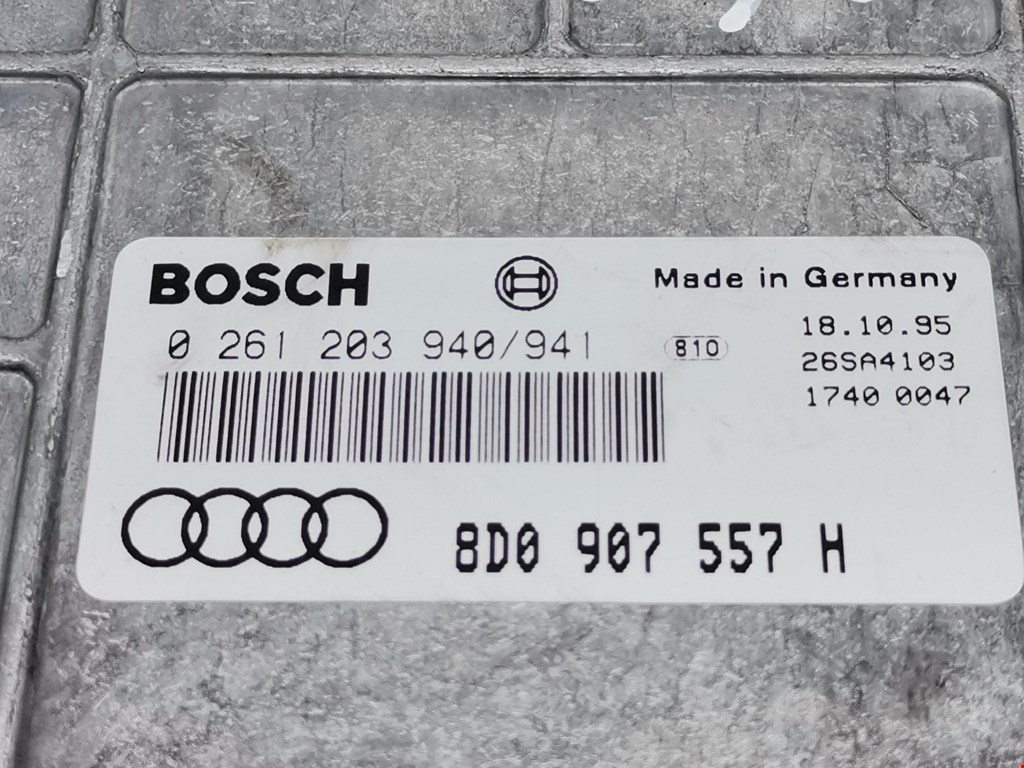 BOSCH
Made in Germany
0 261 203 940/941
810
18.10.95
26SA4103
1740 0047
8D0 907 557 H